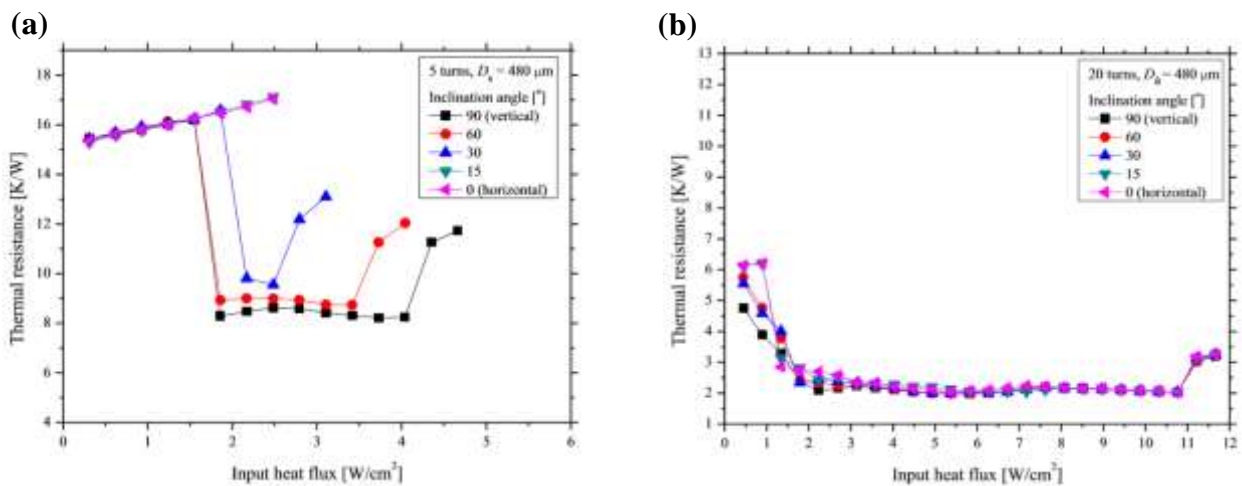 (a)
5 turns, Dₕ = 480 μm
Inclination angle [°]
90 (vertical)
60
30
15
0 (horizontal)
Thermal resistance [K/W]
18
16
14
12
10
8
6
4
0 1 2 3 4 5 6
Input heat flux [W/cm²]
(b)
20 turns, Dₕ = 480 μm
Inclination angle [°]
90 (vertical)
60
30
15
0 (horizontal)
Thermal resistance [K/W]
13
12
11
10
9
8
7
6
5
4
3
2
1
0 1 2 3 4 5 6 7 8 9 10 11 12
Input heat flux [W/cm²]